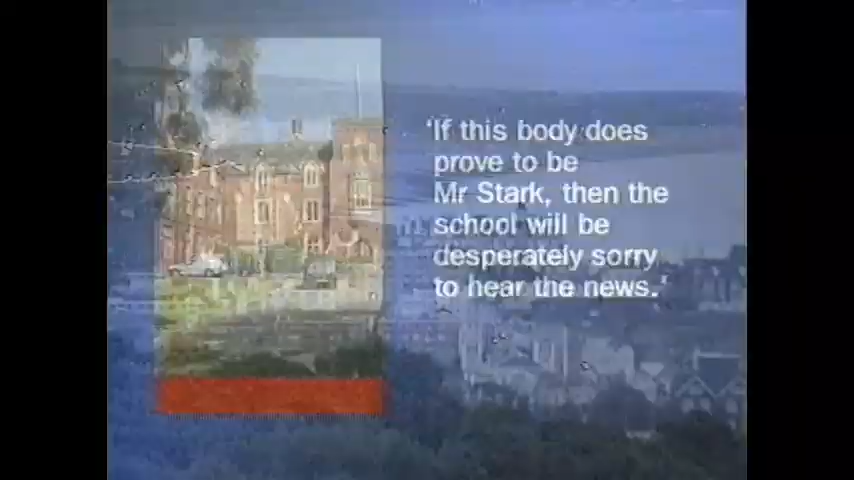 'If this body does
prove to be
Mr Stark, then the
school will be
desperately sorry
to hear the news.'